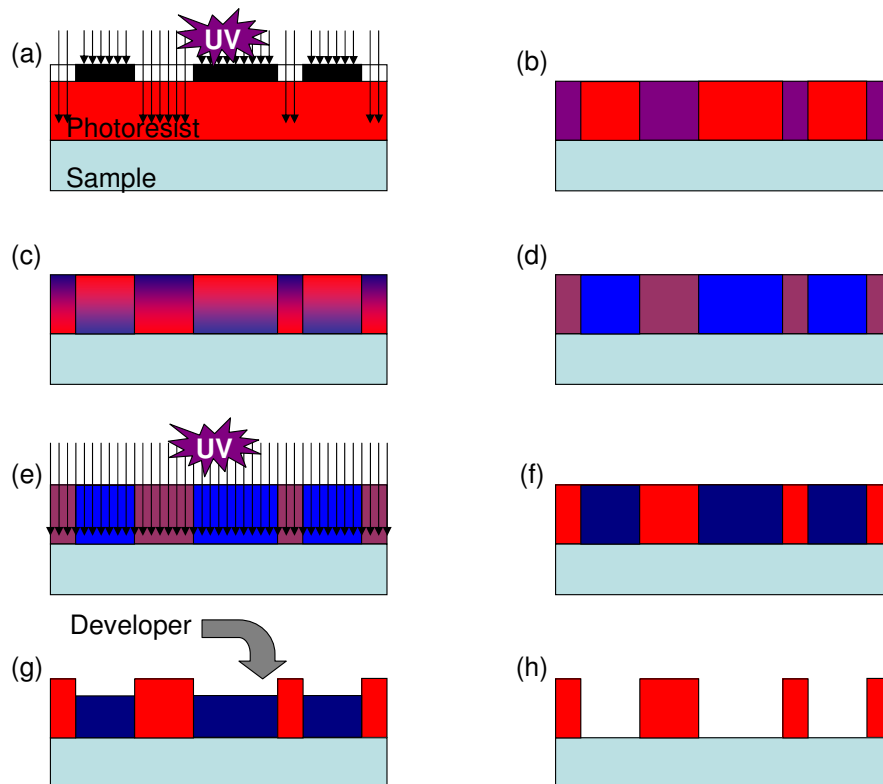 (a)
UV
Photoresist
Sample
(b)
(c)
(d)
UV
(e)
(f)
Developer
(g)
(h)